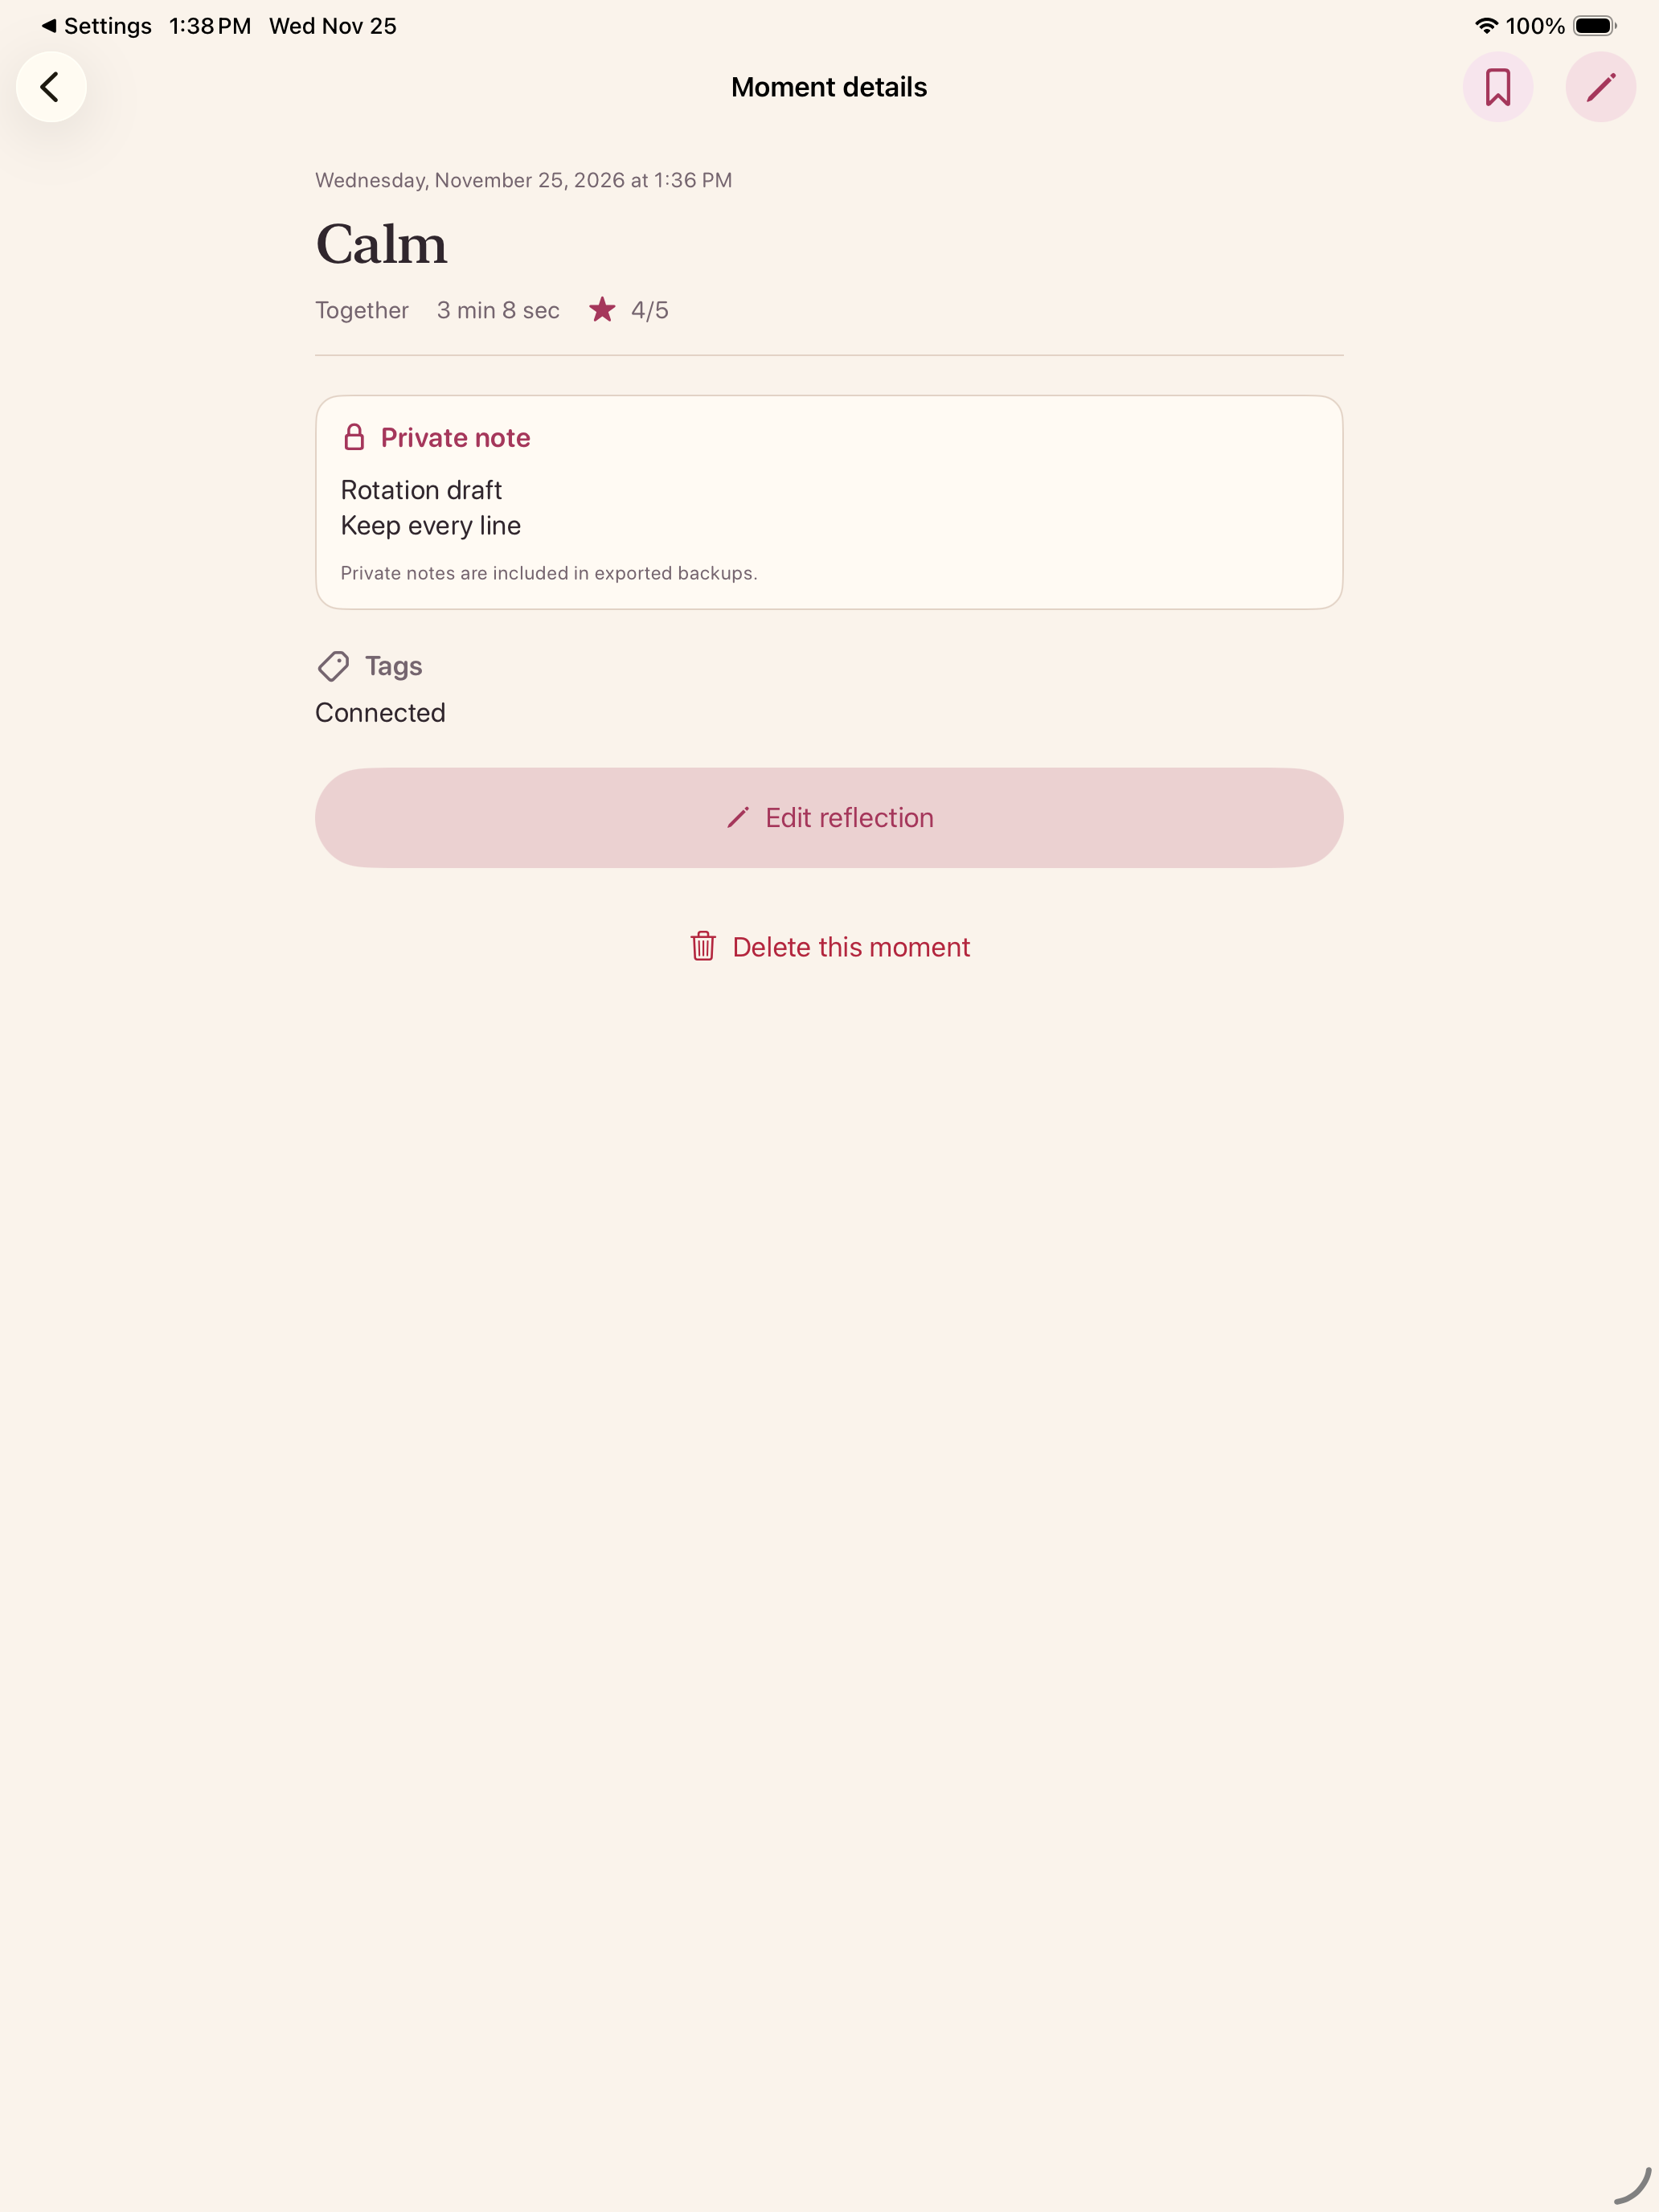 Settings 1:38 PM Wed Nov 25
100%
Moment details
Wednesday, November 25, 2026 at 1:36 PM
Calm
Together 3 min 8 sec 4/5
Private note
Rotation draft
Keep every line
Private notes are included in exported backups.
Tags
Connected
Edit reflection
Delete this moment